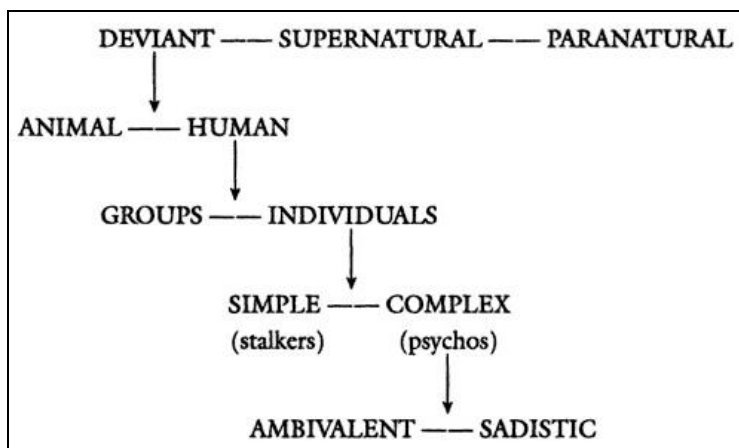 DEVIANT —— SUPERNATURAL —— PARANATURAL
ANIMAL —— HUMAN
GROUPS —— INDIVIDUALS
SIMPLE —— COMPLEX
(stalkers) (psychos)
AMBIVALENT —— SADISTIC